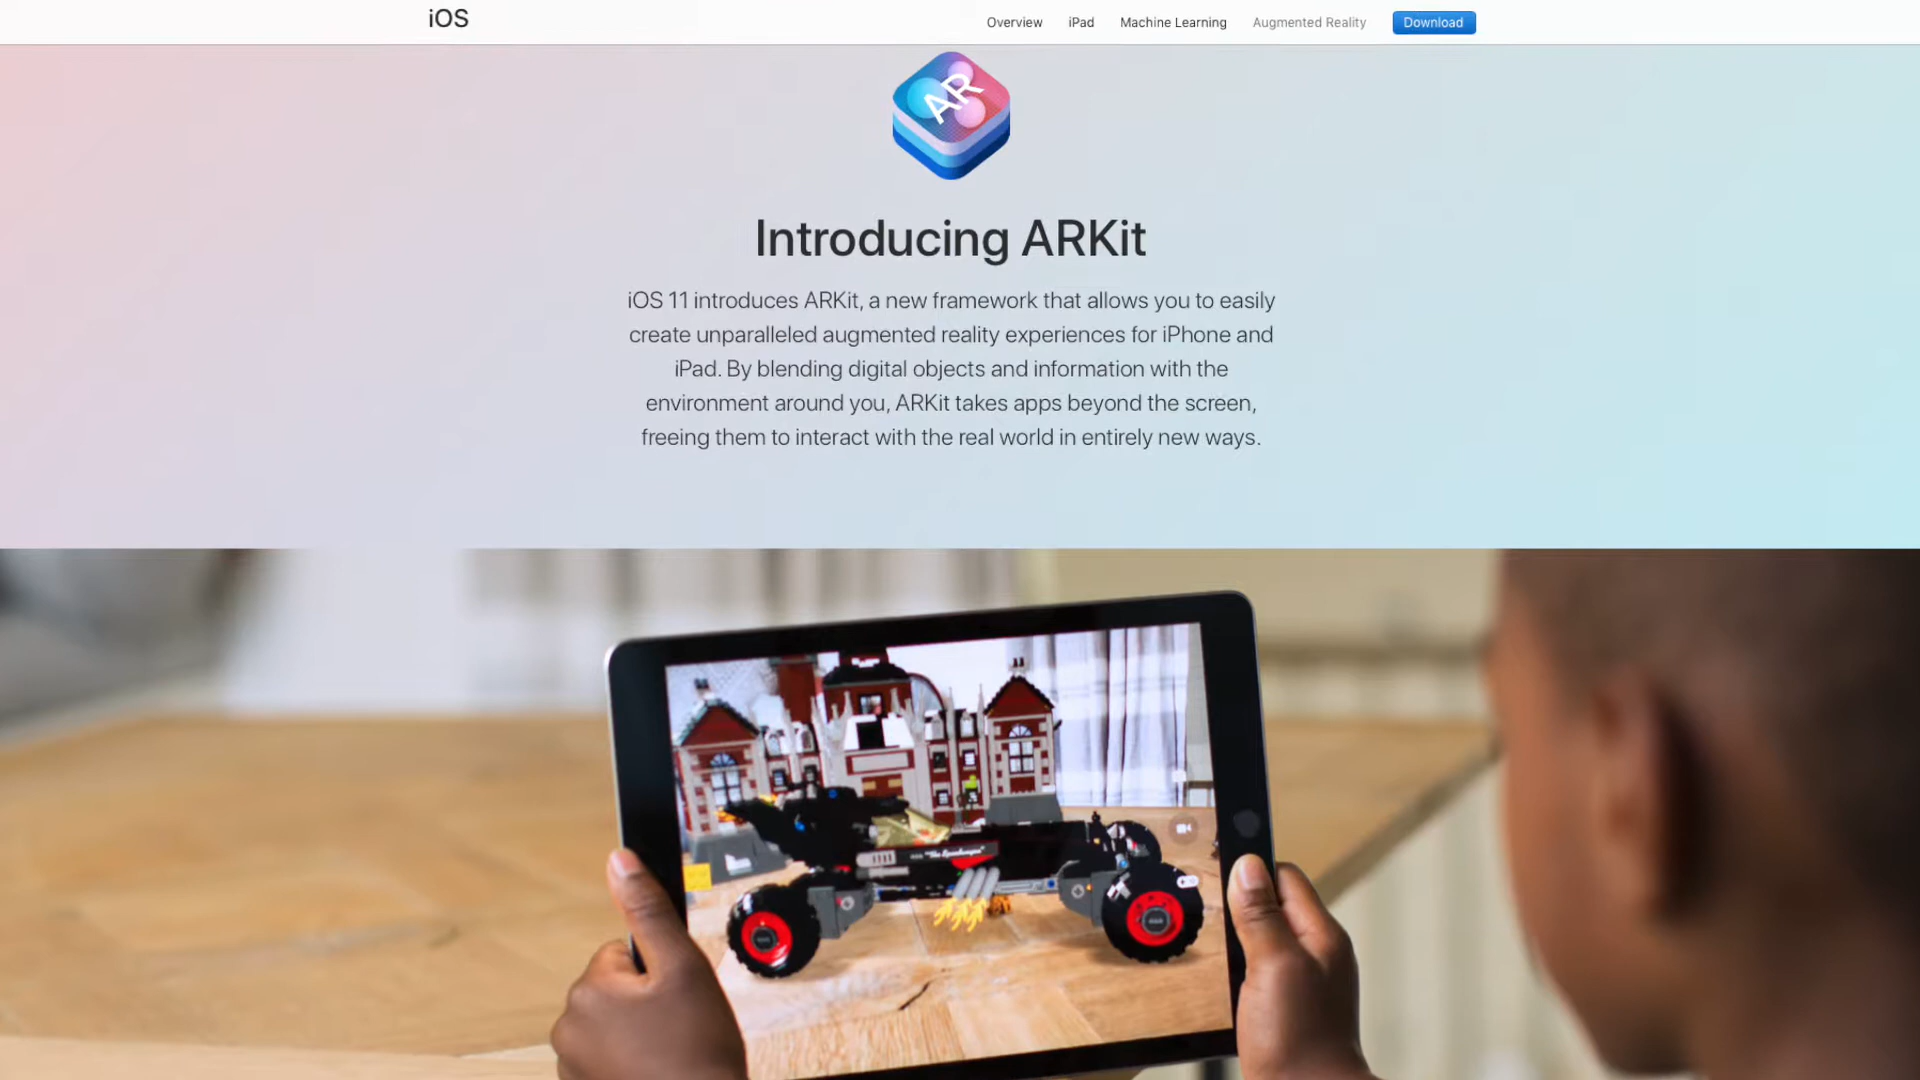 iOS
Overview
iPad
Machine Learning
Augmented Reality
Download
AR
Introducing ARKit
iOS 11 introduces ARKit, a new framework that allows you to easily
create unparalleled augmented reality experiences for iPhone and
iPad. By blending digital objects and information with the
environment around you, ARKit takes apps beyond the screen,
freeing them to interact with the real world in entirely new ways.